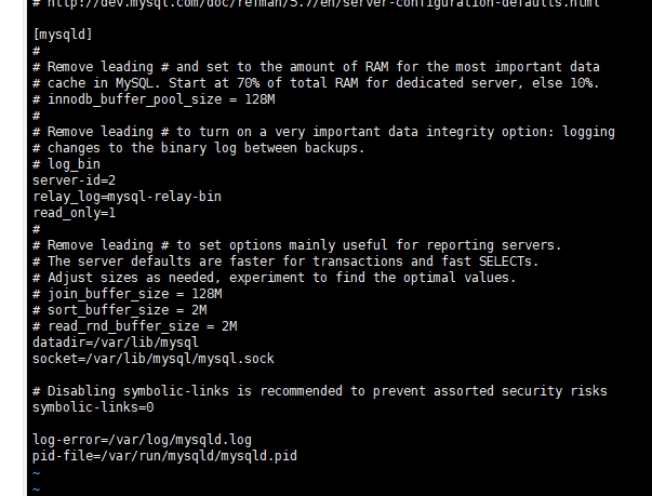 # http://dev.mysql.com/doc/refman/5.7/en/server-configuration-defaults.html

[mysqld]
#
# Remove leading # and set to the amount of RAM for the most important data
# cache in MySQL. Start at 70% of total RAM for dedicated server, else 10%.
# innodb_buffer_pool_size = 128M
#
# Remove leading # to turn on a very important data integrity option: logging
# changes to the binary log between backups.
# log_bin
server-id=2
relay_log=mysql-relay-bin
read_only=1
#
# Remove leading # to set options mainly useful for reporting servers.
# The server defaults are faster for transactions and fast SELECTs.
# Adjust sizes as needed, experiment to find the optimal values.
# join_buffer_size = 128M
# sort_buffer_size = 2M
# read_rnd_buffer_size = 2M
datadir=/var/lib/mysql
socket=/var/lib/mysql/mysql.sock

# Disabling symbolic-links is recommended to prevent assorted security risks
symbolic-links=0

log-error=/var/log/mysqld.log
pid-file=/var/run/mysqld/mysqld.pid
~
~